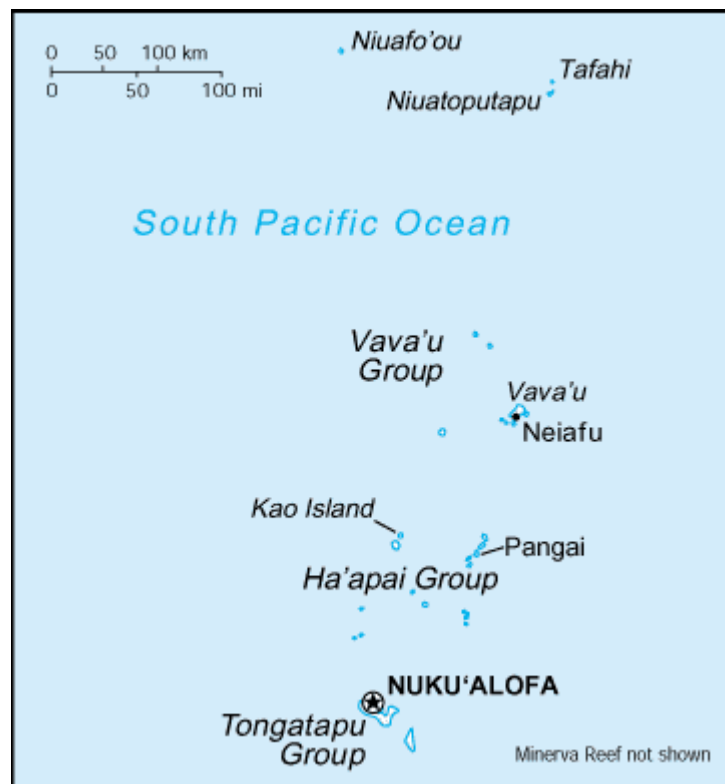 Niuafo'ou
0 50 100 km
0 50 100 mi
Tafahi
Niuatoputapu
South Pacific Ocean
Vava'u
Group
Vava'u
Neiafu
Kao Island
Pangai
Ha'apai Group
NUKU‘ALOFA
Tongatapu
Group
Minerva Reef not shown